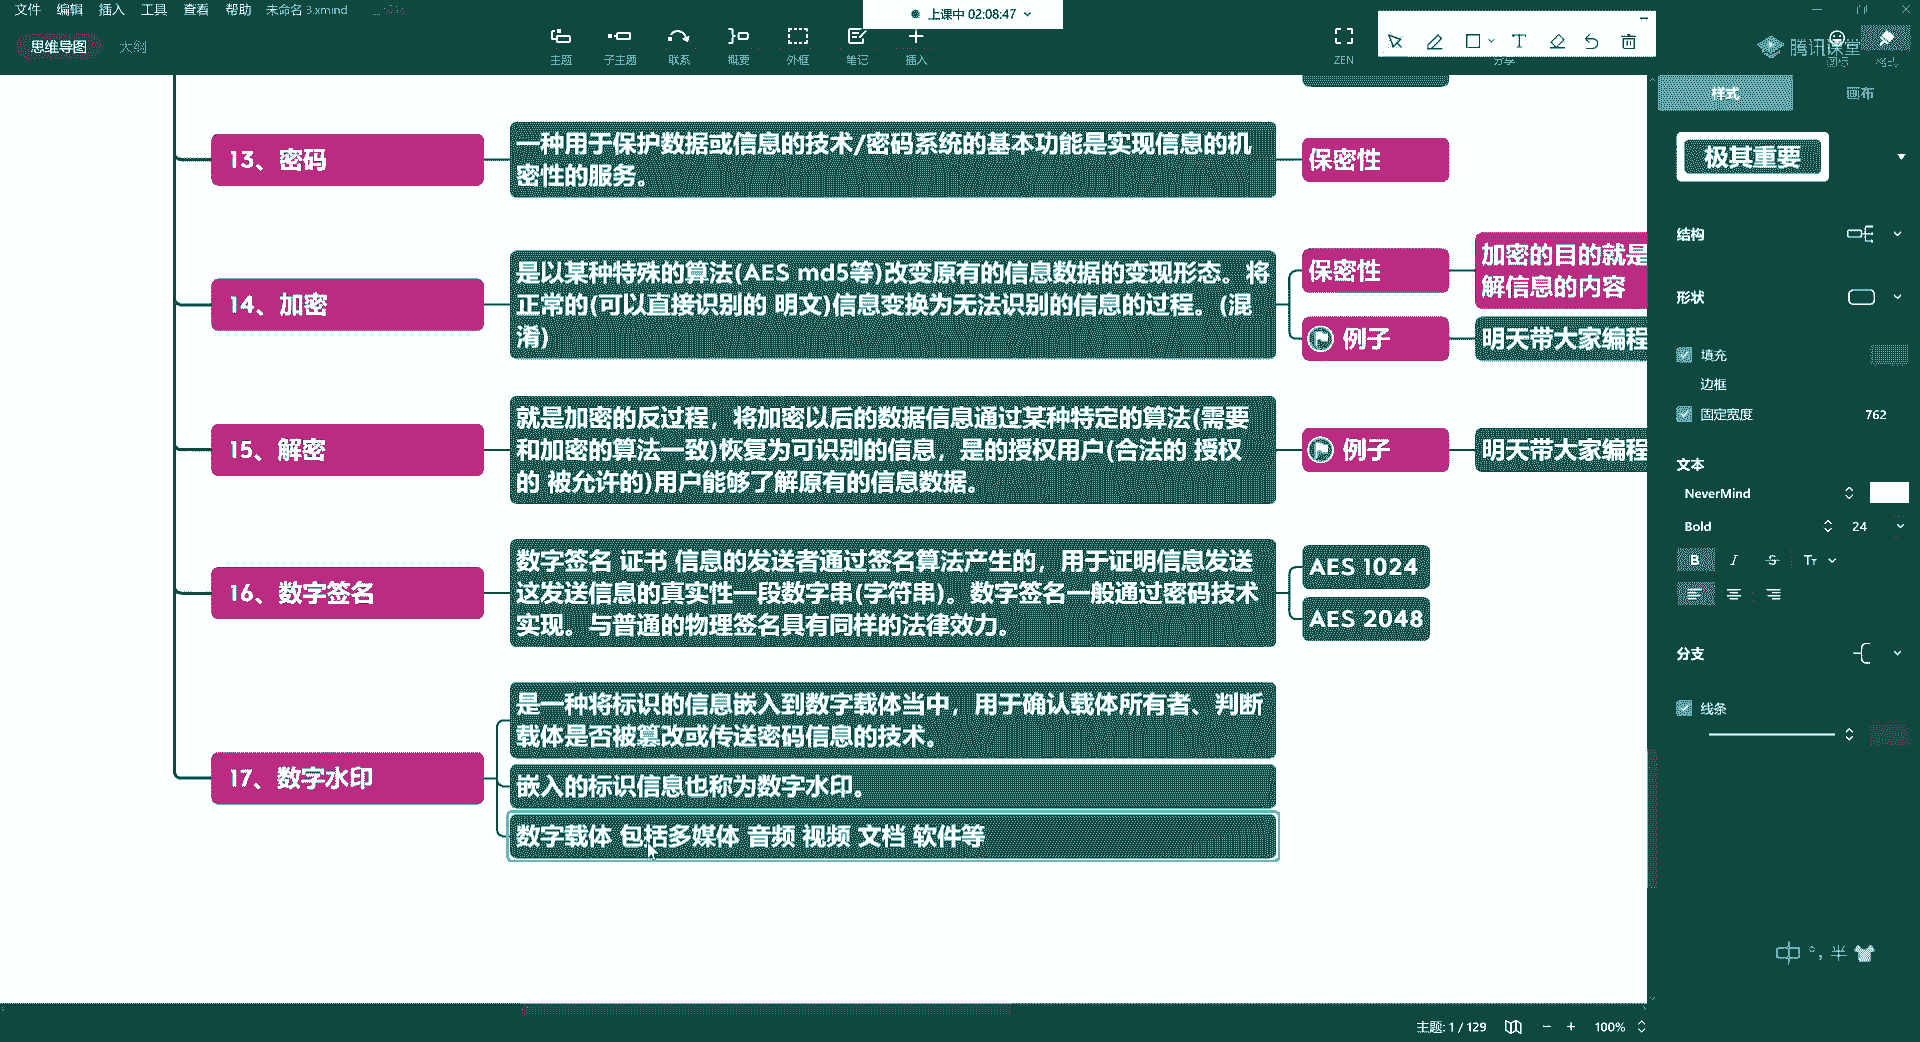 文件 编辑 插入 工具 查看 帮助 未命名 3.xmind
上课中 02:08:47
思维导图 大纲
主题 子主题 联系 概要 外框 笔记 插入
ZEN 分享
腾讯课堂
图标 格式
样式 画布
13、密码
一种用于保护数据或信息的技术/密码系统的基本功能是实现信息的机
密性的服务。
保密性
14、加密
是以某种特殊的算法(AES md5等)改变原有的信息数据的变现形态。将
正常的(可以直接识别的 明文)信息变换为无法识别的信息的过程。(混
淆)
保密性
加密的目的就是
解信息的内容
例子
明天带大家编程
15、解密
就是加密的反过程，将加密以后的数据信息通过某种特定的算法(需要
和加密的算法一致)恢复为可识别的信息，是的授权用户(合法的 授权
的 被允许的)用户能够了解原有的信息数据。
例子
明天带大家编程
16、数字签名
数字签名 证书 信息的发送者通过签名算法产生的，用于证明信息发送
这发送信息的真实性一段数字串(字符串)。数字签名一般通过密码技术
实现。与普通的物理签名具有同样的法律效力。
AES 1024
AES 2048
17、数字水印
是一种将标识的信息嵌入到数字载体当中，用于确认载体所有者、判断
载体是否被篡改或传送密码信息的技术。
嵌入的标识信息也称为数字水印。
数字载体 包括多媒体 音频 视频 文档 软件等
极其重要
结构
形状
填充
边框
固定宽度 762
文本
NeverMind
Bold 24
B I S Tт
分支
线条
中 °, 半
主题: 1 / 129 100%